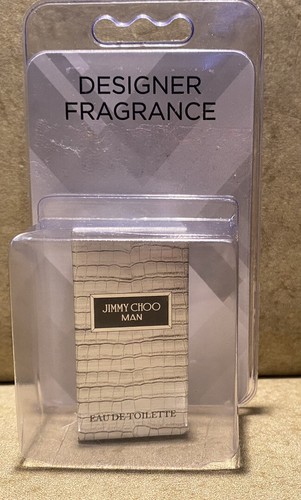 DESIGNER
FRAGRANCE
JIMMY CHOO
MAN
EAU DE TOILETTE